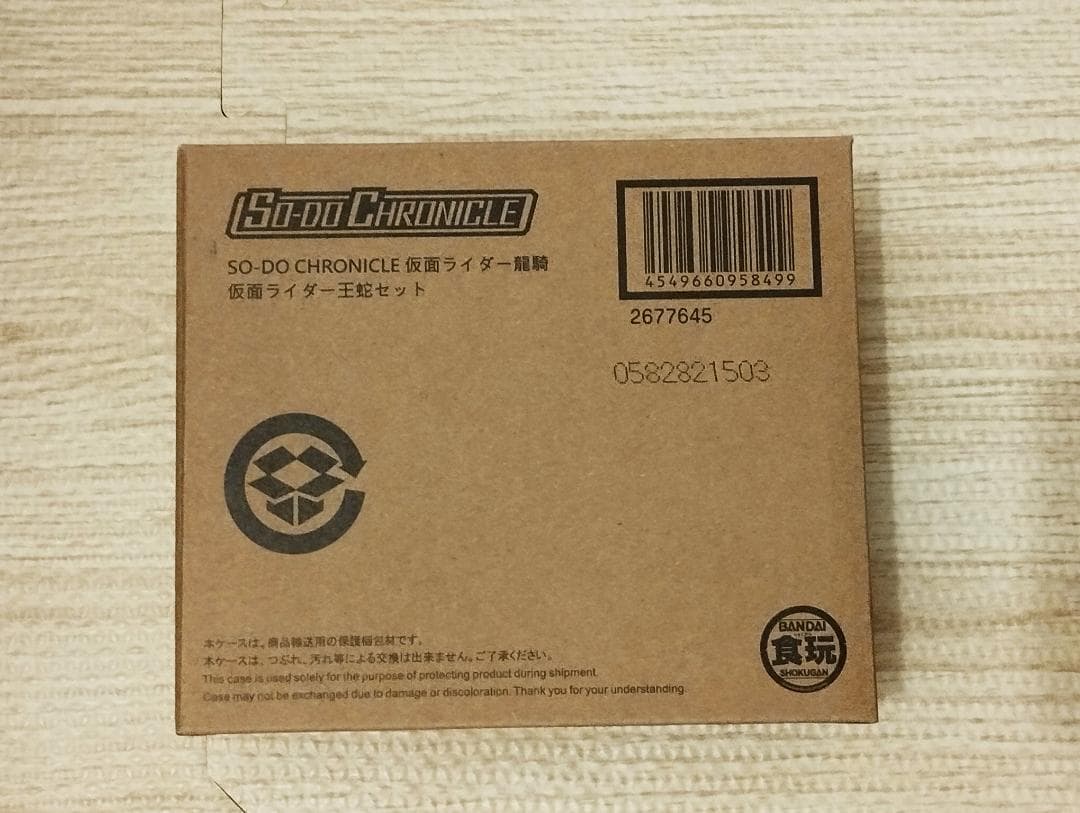 SO-DO CHRONICLE
SO-DO CHRONICLE 仮面ライダー龍騎
仮面ライダー王蛇セット
4549660958499
2677645
0582821503
本ケースは、商品輸送用の保護梱包材です。
本ケースは、つぶれ、汚れ等による交換は出来ません。ご了承ください。
This case is used solely for the purpose of protecting product during shipment.
Case may not be exchanged due to damage or discoloration. Thank you for your understanding.
BANDAI
食玩
SHOKUGAN